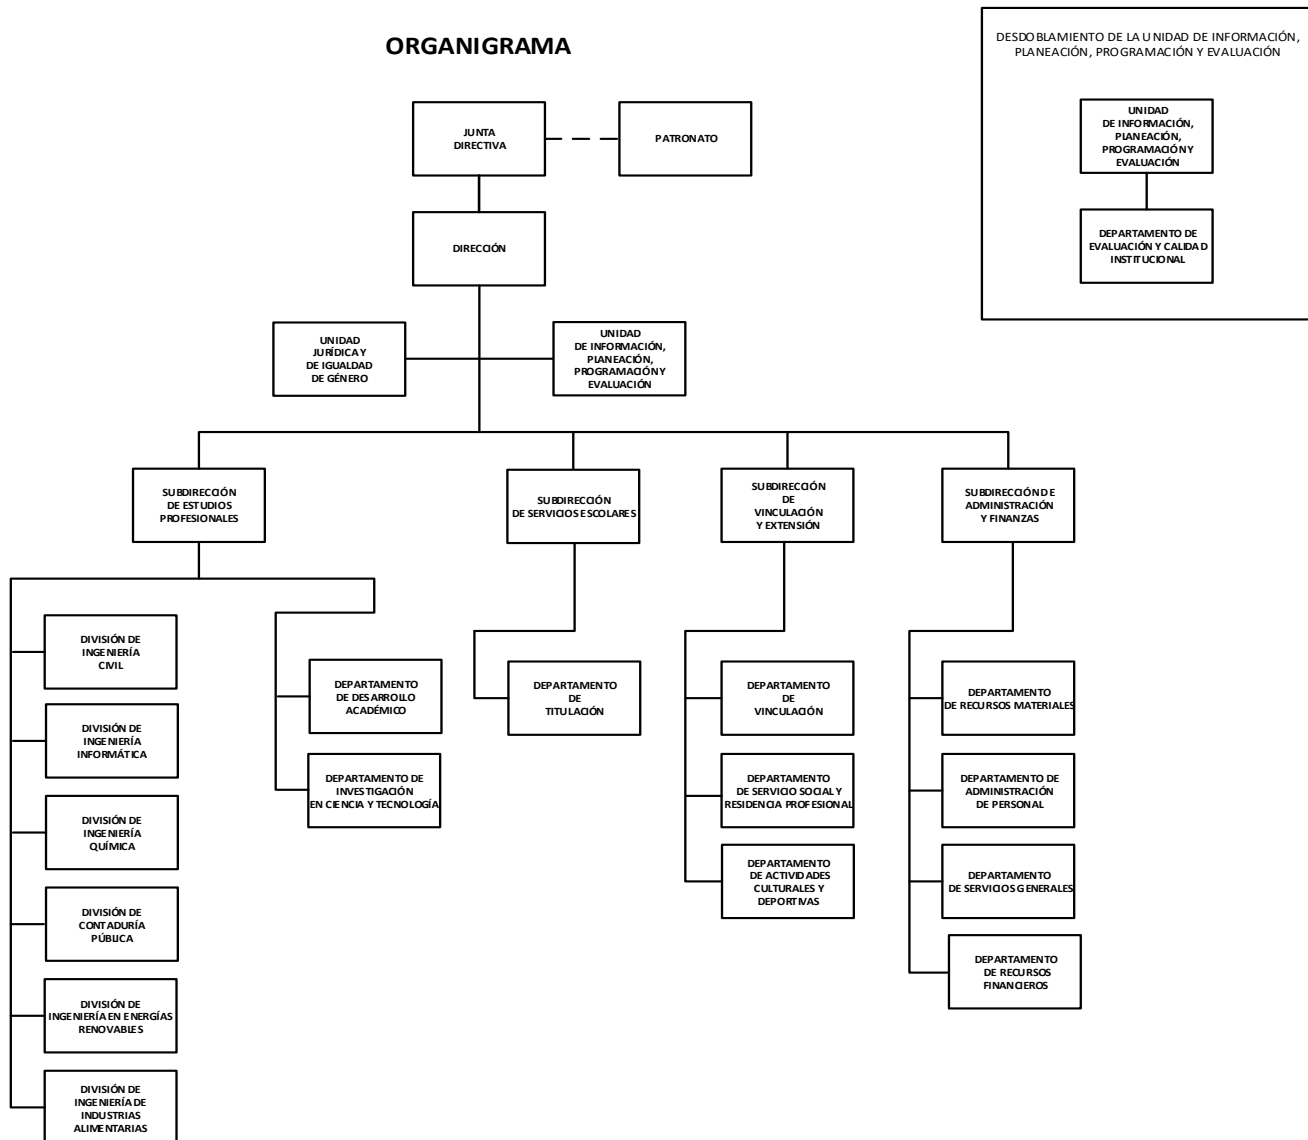 ORGANIGRAMA
DESDOBLAMIENTO DE LA UNIDAD DE INFORMACIÓN,
PLANEACIÓN, PROGRAMACIÓN Y EVALUACIÓN
UNIDAD
DE INFORMACIÓN,
PLANEACIÓN,
PROGRAMACIÓN Y
EVALUACIÓN
DEPARTAMENTO DE
EVALUACIÓN Y CALIDAD
INSTITUCIONAL
JUNTA
DIRECTIVA
PATRONATO
DIRECCIÓN
UNIDAD
JURÍDICA Y
DE IGUALDAD
DE GÉNERO
UNIDAD
DE INFORMACIÓN,
PLANEACIÓN,
PROGRAMACIÓN Y
EVALUACIÓN
SUBDIRECCIÓN
DE ESTUDIOS
PROFESIONALES
SUBDIRECCIÓN
DE SERVICIOS ESCOLARES
SUBDIRECCIÓN
DE
VINCULACIÓN
Y EXTENSIÓN
SUBDIRECCIÓN DE
ADMINISTRACIÓN
Y FINANZAS
DIVISIÓN DE
INGENIERÍA
CIVIL
DIVISIÓN DE
INGENIERÍA
INFORMÁTICA
DIVISIÓN DE
INGENIERÍA
QUÍMICA
DIVISIÓN DE
CONTADURÍA
PÚBLICA
DIVISIÓN DE
INGENIERÍA EN ENERGÍAS
RENOVABLES
DIVISIÓN DE
INGENIERÍA DE
INDUSTRIAS
ALIMENTARIAS
DEPARTAMENTO
DE DESARROLLO
ACADÉMICO
DEPARTAMENTO DE
INVESTIGACIÓN
EN CIENCIA Y TECNOLOGÍA
DEPARTAMENTO
DE
TITULACIÓN
DEPARTAMENTO
DE
VINCULACIÓN
DEPARTAMENTO
DE SERVICIO SOCIAL Y
RESIDENCIA PROFESIONAL
DEPARTAMENTO
DE ACTIVIDADES
CULTURALES Y
DEPORTIVAS
DEPARTAMENTO
DE RECURSOS MATERIALES
DEPARTAMENTO DE
ADMINISTRACIÓN
DE PERSONAL
DEPARTAMENTO
DE SERVICIOS GENERALES
DEPARTAMENTO
DE RECURSOS
FINANCIEROS